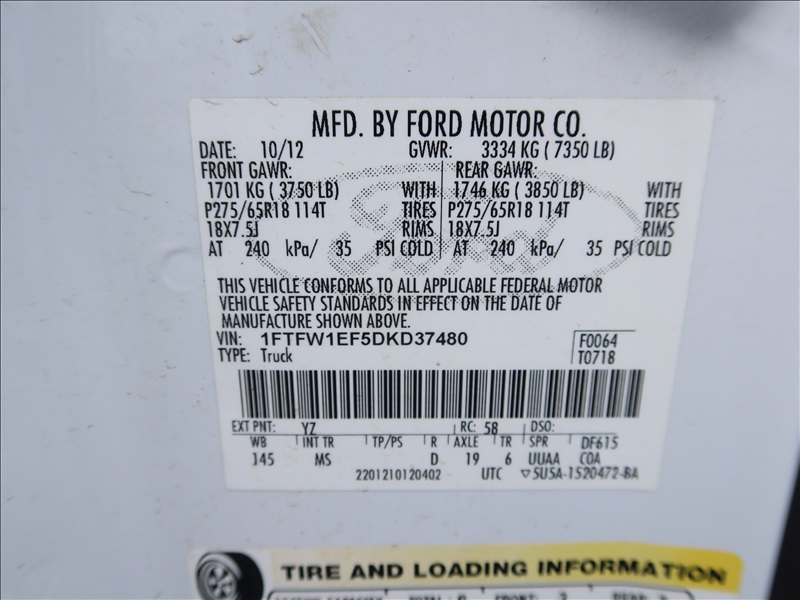 MFD. BY FORD MOTOR CO.
DATE: 10/12 GVWR: 3334 KG ( 7350 LB)
FRONT GAWR: REAR GAWR:
1701 KG ( 3750 LB) WITH 1746 KG ( 3850 LB) WITH
P275/65R18 114T TIRES P275/65R18 114T TIRES
18X7.5J RIMS 18X7.5J RIMS
AT 240 kPa/ 35 PSI COLD AT 240 kPa/ 35 PSI COLD
THIS VEHICLE CONFORMS TO ALL APPLICABLE FEDERAL MOTOR
VEHICLE SAFETY STANDARDS IN EFFECT ON THE DATE OF
MANUFACTURE SHOWN ABOVE.
VIN: 1FTFW1EF5DKD37480 F0064
TYPE: Truck T0718
EXT PNT: YZ RC: 58 DSO:
WB INT TR TP/PS R AXLE TR SPR DF615
145 MS D 19 6 UUAA COA
2201210120402 UTC ▽5U5A-1520472-BA
TIRE AND LOADING INFORMATION